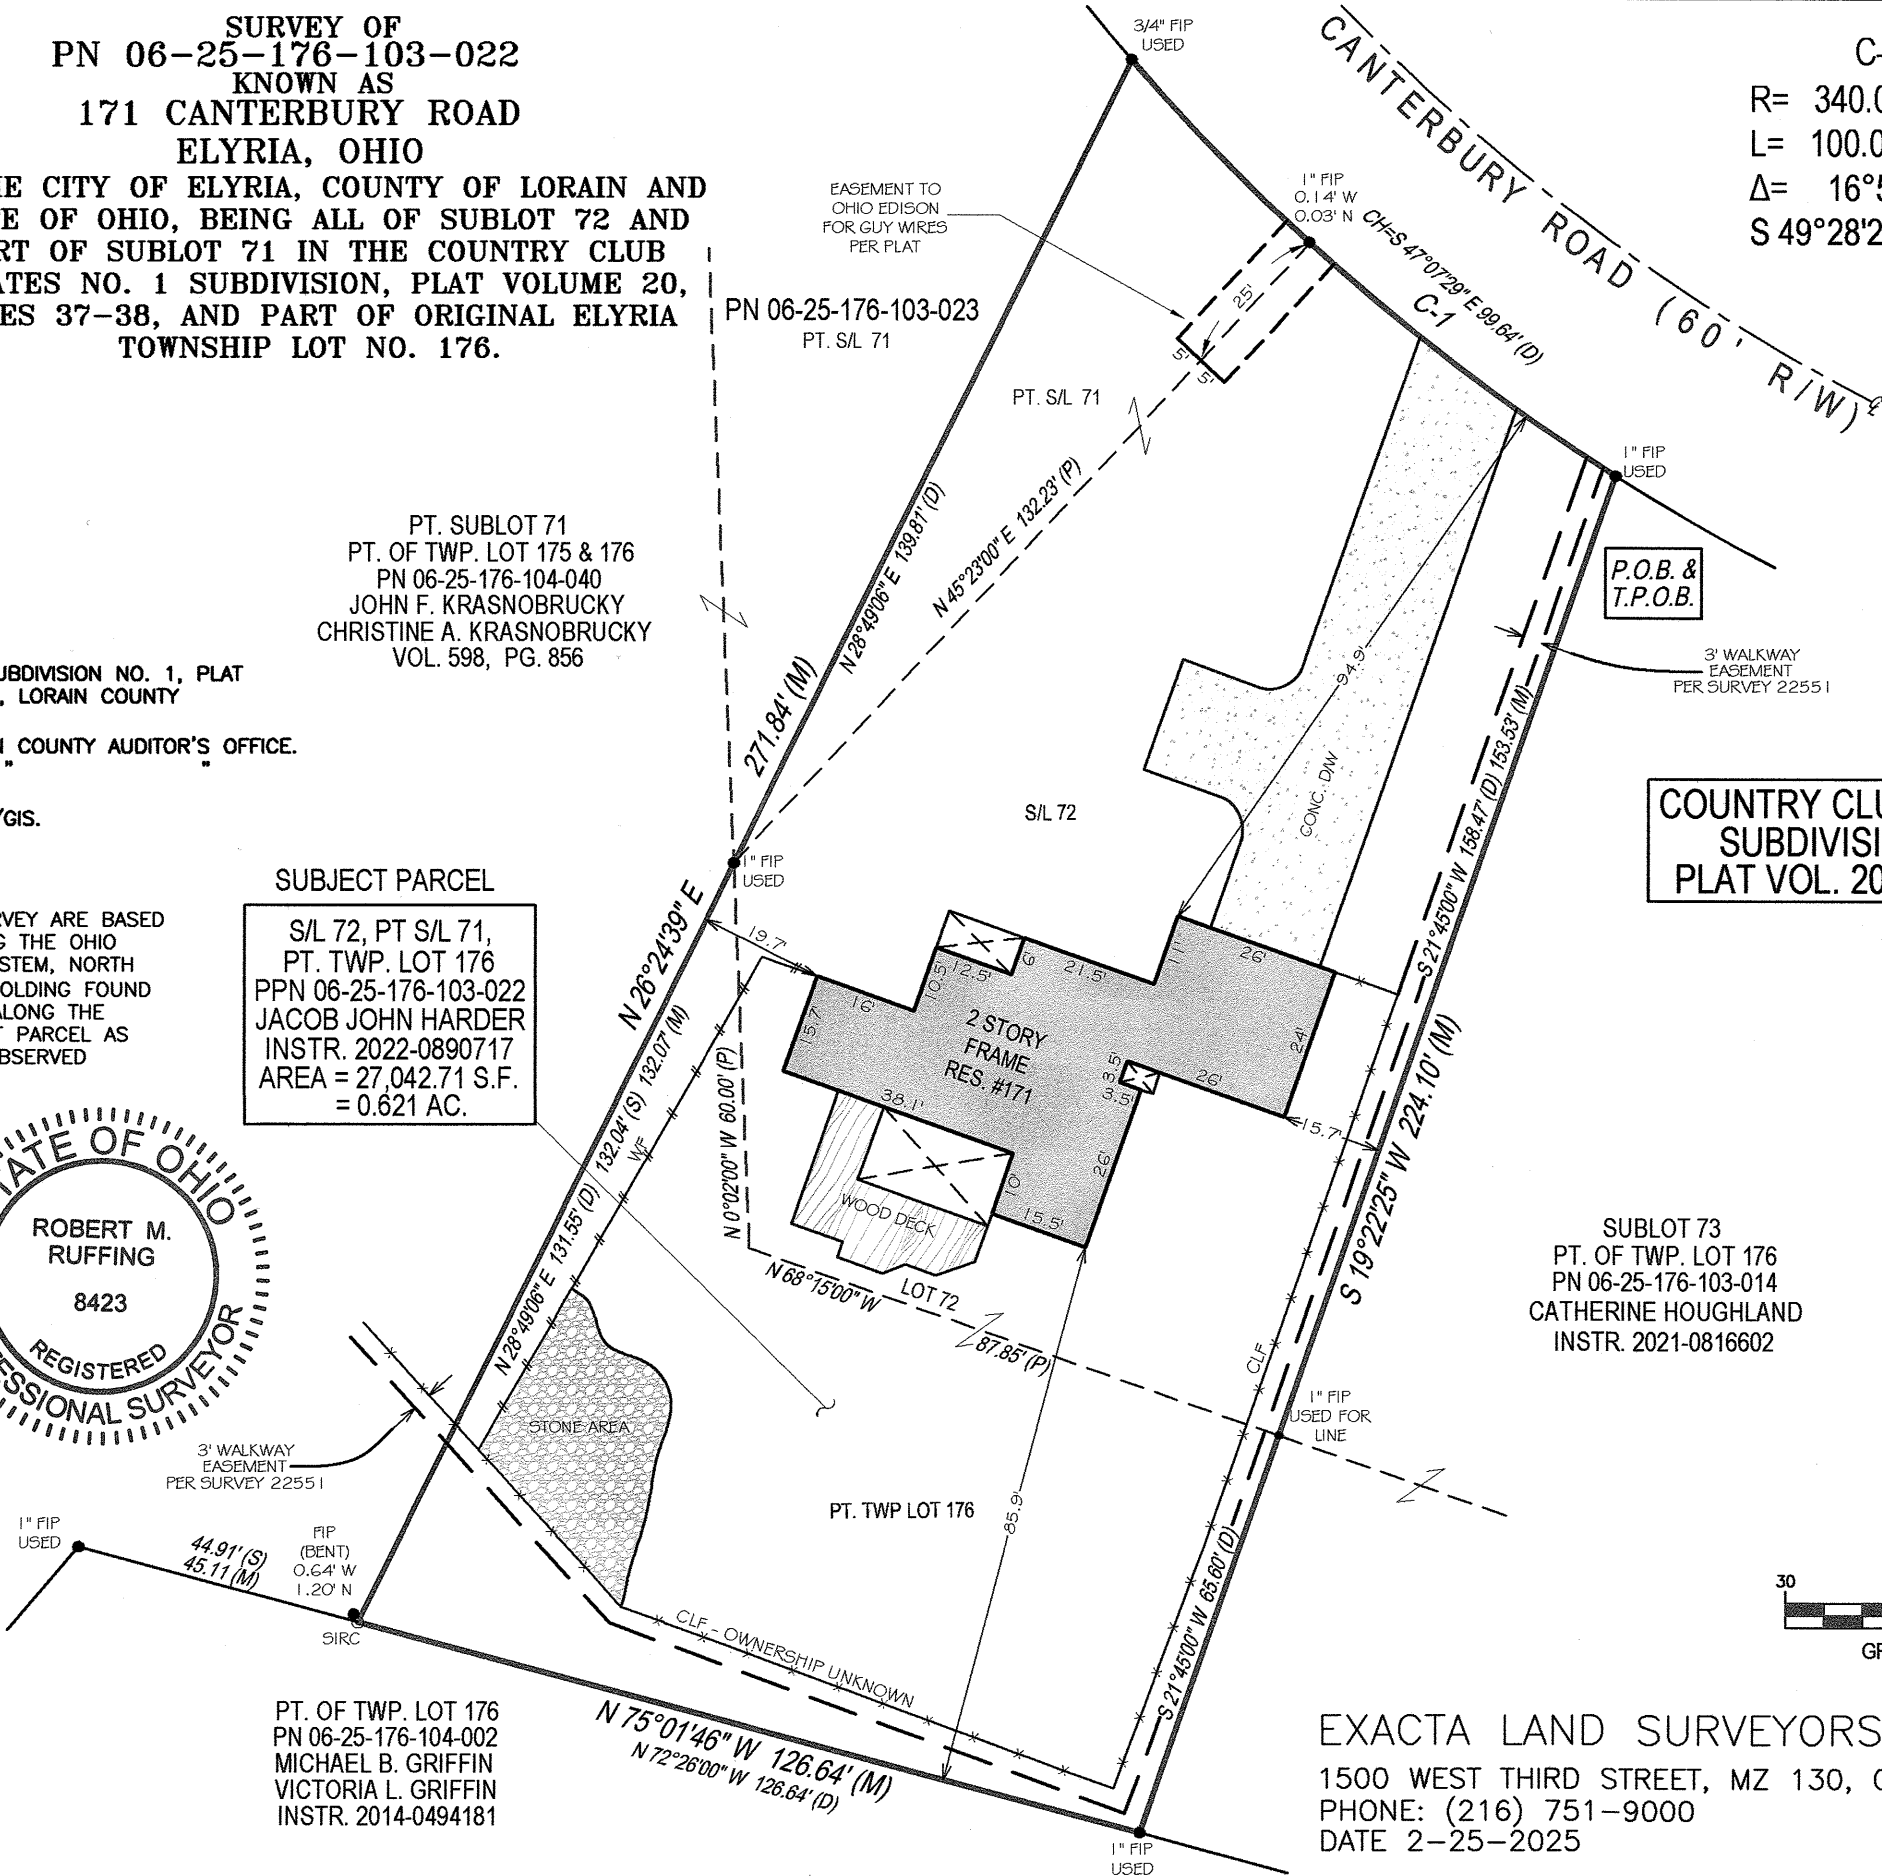 SURVEY OF
PN 06-25-176-103-022
KNOWN AS
171 CANTERBURY ROAD
ELYRIA, OHIO
CITY OF ELYRIA, COUNTY OF LORAIN AND
OF OHIO, BEING ALL OF SUBLOT 72 AND
OF SUBLOT 71 IN THE COUNTRY CLUB
NO. 1 SUBDIVISION, PLAT VOLUME 20,
37-38, AND PART OF ORIGINAL ELYRIA
TOWNSHIP LOT NO. 176.
3/4" FIP
USED
CANTERBURY ROAD (60' R/W)
R= 340.0
L= 100.0
Δ= 16°5
S 49°28'2
EASEMENT TO
OHIO EDISON
FOR GUY WIRES
PER PLAT
1" FIP
0.14' W
0.03' N
CH=S 47°07'29" E 99.64' (D)
C-1
25'
5'
5'
PN 06-25-176-103-023
PT. S/L 71
PT. S/L 71
1" FIP
USED
P.O.B. &
T.P.O.B.
3' WALKWAY
EASEMENT
PER SURVEY 22551
PT. SUBLOT 71
PT. OF TWP. LOT 175 & 176
PN 06-25-176-104-040
JOHN F. KRASNOBRUCKY
CHRISTINE A. KRASNOBRUCKY
VOL. 598, PG. 856
N 28°49'06" E 139.81' (D)
N 45°23'00" E 132.23' (P)
271.84' (M)
94.9'
CONC. D/W
S 21°45'00" W 158.47' (D) 153.53' (M)
NO. 1, PLAT
LORAIN COUNTY
COUNTY AUDITOR'S OFFICE.
" "
/GIS.
S/L 72
COUNTRY
PLAT VOL. 20
1" FIP
USED
SUBJECT PARCEL
S/L 72, PT S/L 71,
PT. TWP. LOT 176
PPN 06-25-176-103-022
JACOB JOHN HARDER
INSTR. 2022-0890717
AREA = 27,042.71 S.F.
= 0.621 AC.
ARE BASED
THE OHIO
NORTH
FOUND
ALONG THE
PARCEL AS
N 26°24'39" E
19.7'
16'
10.5'
12.5'
6'
21.5'
11'
26'
15.7'
24'
2 STORY
FRAME
RES. #171
3.5'
3.5'
26'
38.1'
10'
15.5'
26'
15.7'
WOOD DECK
N 28°49'06" E 131.55' (D) 132.04' (S) 132.07' (M)
WF
N 0°02'00" W 60.00' (P)
S 19°22'25" W 224.10' (M)
STATE OF OHIO
ROBERT M.
RUFFING
8423
REGISTERED
PROFESSIONAL SURVEYOR
N 68°15'00" W
LOT 72
87.85' (P)
SUBLOT 73
PT. OF TWP. LOT 176
PN 06-25-176-103-014
CATHERINE HOUGHLAND
INSTR. 2021-0816602
CLF
1" FIP
USED FOR
LINE
STONE AREA
3' WALKWAY
EASEMENT
PER SURVEY 22551
PT. TWP LOT 176
85.9'
S 21°45'00" W 65.60' (D)
1" FIP
USED
44.91' (S)
45.11 (M)
FIP
(BENT)
0.64' W
1.20' N
SIRC
CLF - OWNERSHIP UNKNOWN
30
N 75°01'46" W 126.64' (M)
N 72°26'00" W 126.64' (D)
PT. OF TWP. LOT 176
PN 06-25-176-104-002
MICHAEL B. GRIFFIN
VICTORIA L. GRIFFIN
INSTR. 2014-0494181
1" FIP
USED
EXACTA LAND SURVEYORS
1500 WEST THIRD STREET, MZ 130,
PHONE: (216) 751-9000
DATE 2-25-2025